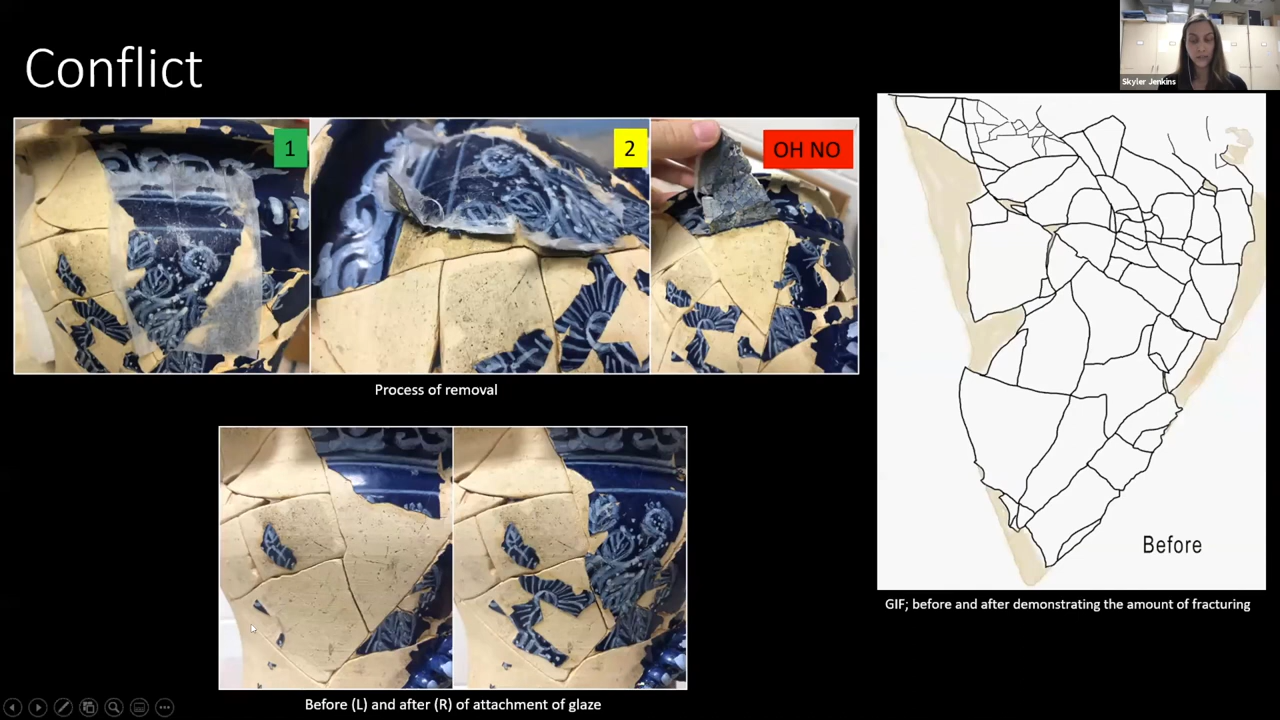 Conflict
Skyler Jenkins
1
2
OH NO
Process of removal
Before
GIF; before and after demonstrating the amount of fracturing
Before (L) and after (R) of attachment of glaze